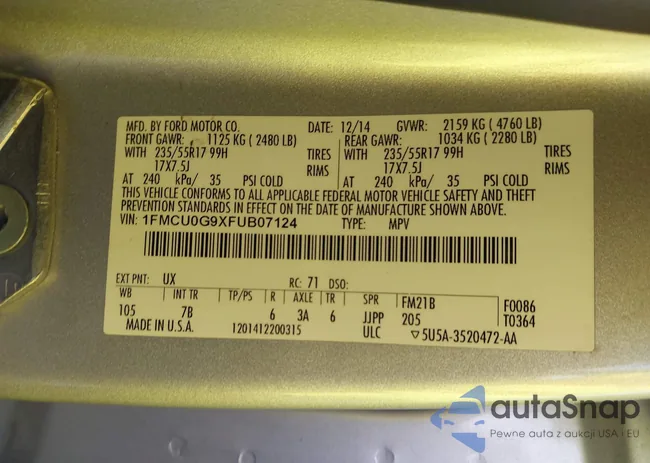 MFD. BY FORD MOTOR CO. DATE: 12/14 GVWR: 2159 KG ( 4760 LB)
FRONT GAWR: 1125 KG ( 2480 LB) REAR GAWR: 1034 KG ( 2280 LB)
WITH 235/55R17 99H TIRES WITH 235/55R17 99H TIRES
17X7.5J RIMS 17X7.5J RIMS
AT 240 kPa/ 35 PSI COLD AT 240 kPa/ 35 PSI COLD
THIS VEHICLE CONFORMS TO ALL APPLICABLE FEDERAL MOTOR VEHICLE SAFETY AND THEFT
PREVENTION STANDARDS IN EFFECT ON THE DATE OF MANUFACTURE SHOWN ABOVE.
VIN: 1FMCU0G9XFUB07124 TYPE: MPV
EXT PNT: UX RC: 71 DSO:
WB INT TR TP/PS R AXLE TR SPR FM21B F0086
105 7B 6 3A 6 JJPP 205 T0364
MADE IN U.S.A. 1201412200315 ULC ▽5U5A-3520472-AA
autaSnap
Pewne auta z aukcji USA i EU